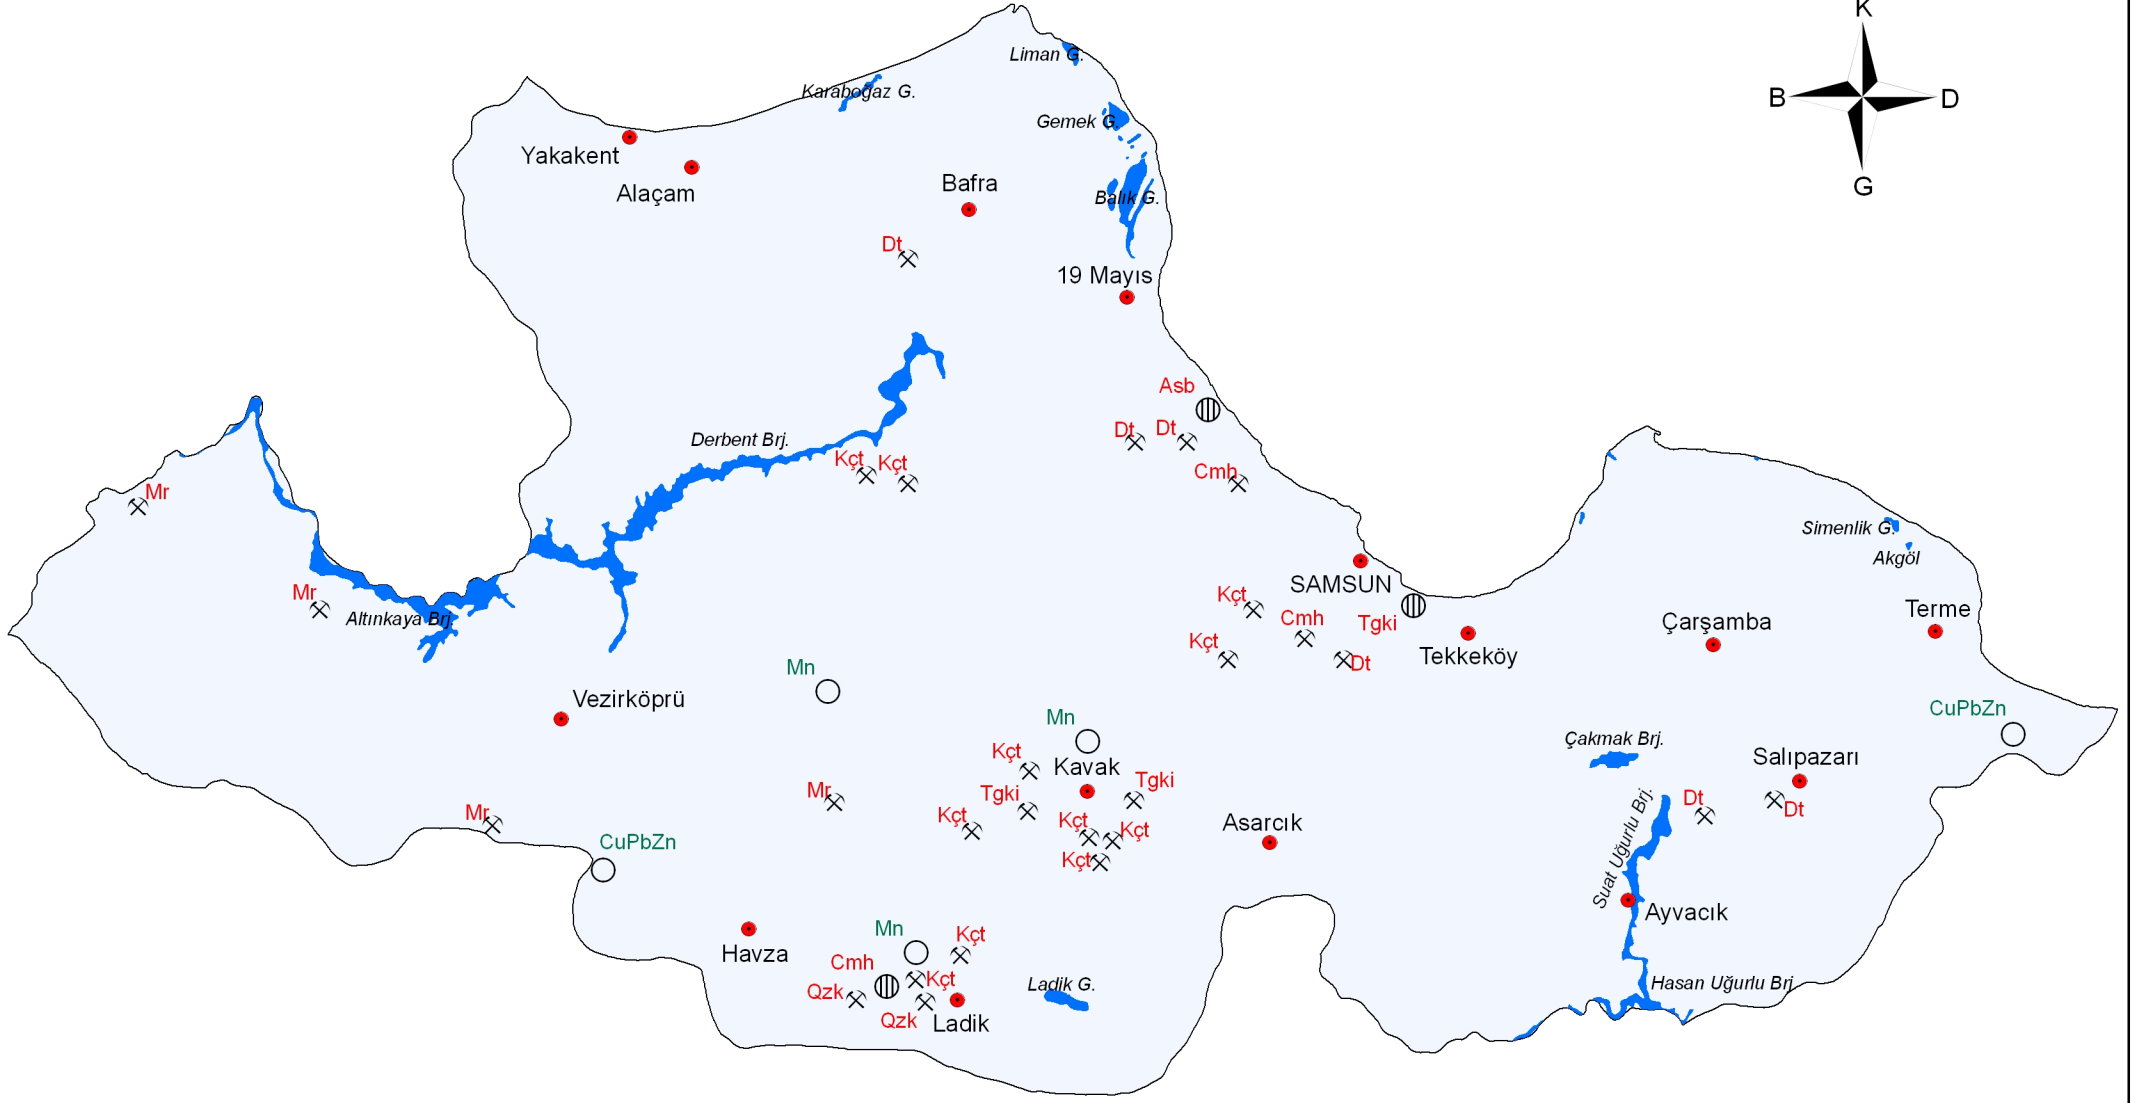 K
Liman G.
Karaboğaz G.
B
D
Gemek G.
Yakakent
Bafra
G
Alaçam
Balık G.
Dt
19 Mayıs
Asb
Dt
Dt
Derbent Brj.
Kçt
Kçt
Cmh
Mr
Simenlik G.
Akgöl
SAMSUN
Mr
Kçt
Altınkaya Brj.
Cmh
Tgki
Terme
Çarşamba
Kçt
Dt
Tekkeköy
Mn
Vezirköprü
CuPbZn
Mn
Çakmak Brj.
Kçt
Kavak
Salıpazarı
Tgki
Mr
Tgki
Dt
Dt
Mr
Kçt
Kçt
Kçt
Asarcık
CuPbZn
Suat Uğurlu Brj.
Kçt
Ayvacık
Mn
Kçt
Havza
Cmh
Kçt
Ladik G.
Hasan Uğurlu Brj
Qzk
Qzk
Ladik